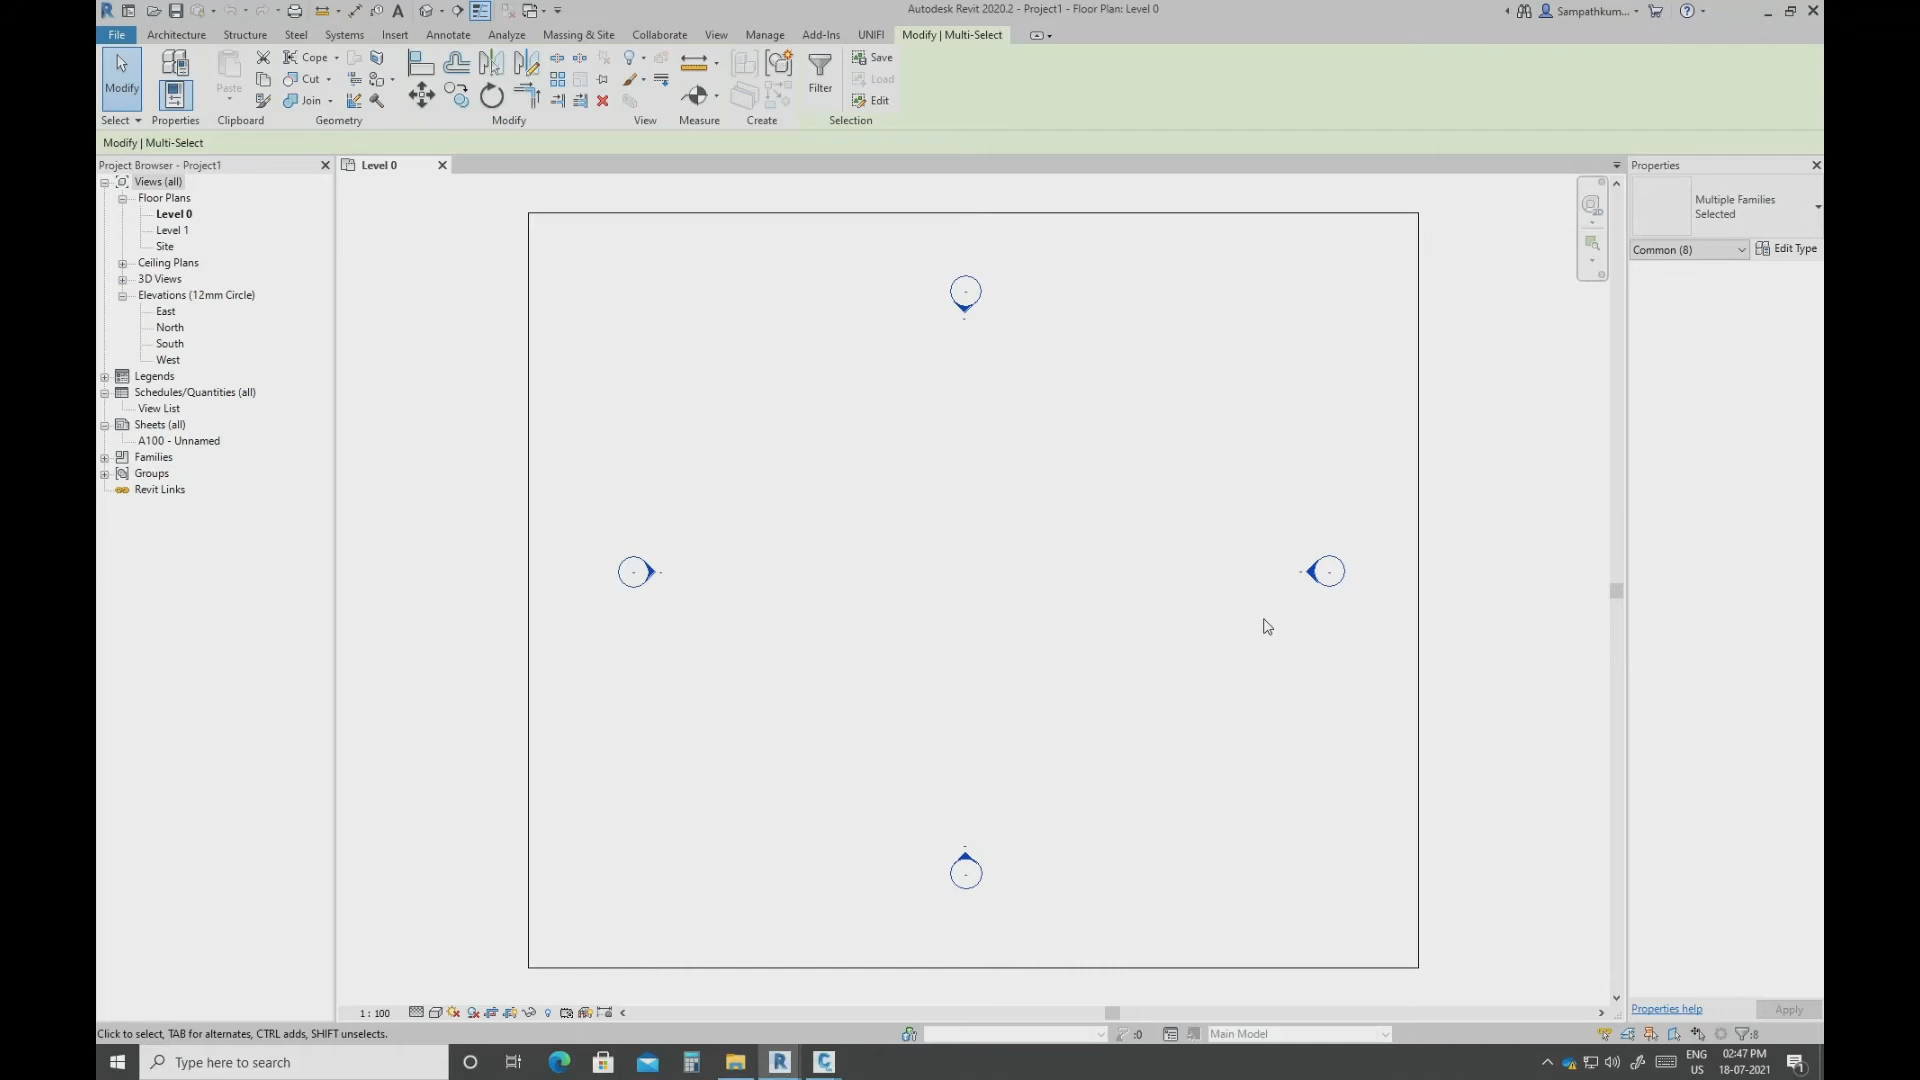 Autodesk Revit 2020.2 - Project1 - Floor Plan: Level 0
Sampathkum...
File Architecture Structure Steel Systems Insert Annotate Analyze Massing & Site Collaborate View Manage Add-Ins UNIFI Modify | Multi-Select
Modify Paste Cope Cut Join Filter Save Load Edit
Select Properties Clipboard Geometry Modify View Measure Create Selection
Modify | Multi-Select
Project Browser - Project1
Level 0
Properties
Views (all)
Floor Plans
Level 0
Level 1
Site
Ceiling Plans
3D Views
Elevations (12mm Circle)
East
North
South
West
Legends
Schedules/Quantities (all)
View List
Sheets (all)
A100 - Unnamed
Families
Groups
Revit Links
2D
Multiple Families
Selected
Common (8)
Edit Type
Properties help
Apply
1 : 100
Click to select, TAB for alternates, CTRL adds, SHIFT unselects.
:0
Main Model
:8
Type here to search
ENG
US
02:47 PM
18-07-2021
1